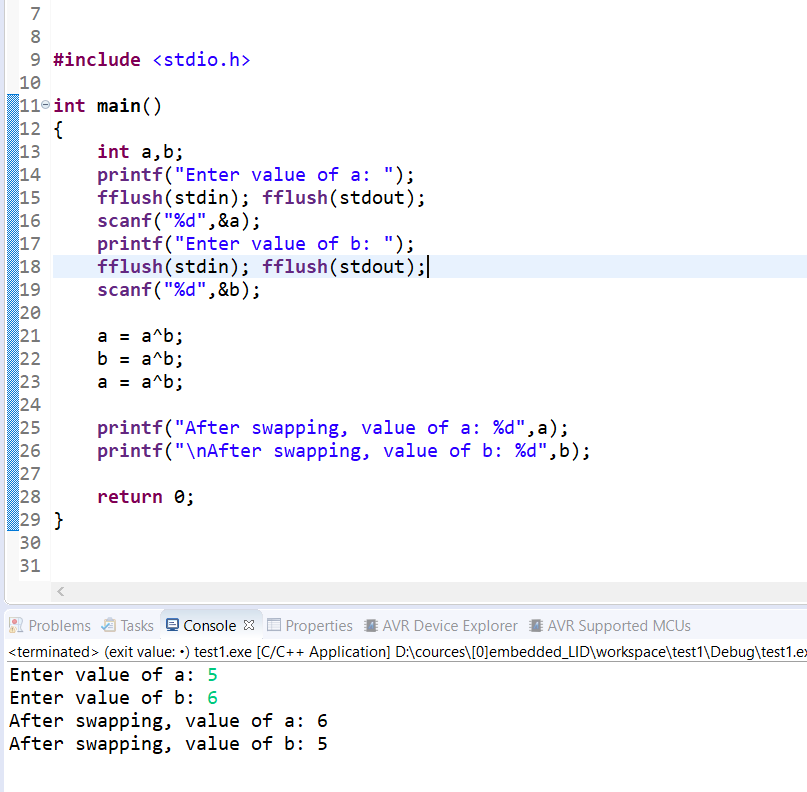 7
8
9 #include <stdio.h>
10
11 int main()
12 {
13     int a,b;
14     printf("Enter value of a: ");
15     fflush(stdin); fflush(stdout);
16     scanf("%d",&a);
17     printf("Enter value of b: ");
18     fflush(stdin); fflush(stdout);
19     scanf("%d",&b);
20
21     a = a^b;
22     b = a^b;
23     a = a^b;
24
25     printf("After swapping, value of a: %d",a);
26     printf("\nAfter swapping, value of b: %d",b);
27
28     return 0;
29 }
30
31
Problems Tasks Console Properties AVR Device Explorer AVR Supported MCUs
<terminated> (exit value: •) test1.exe [C/C++ Application] D:\cources\[0]embedded_LID\workspace\test1\Debug\test1.ex
Enter value of a: 5
Enter value of b: 6
After swapping, value of a: 6
After swapping, value of b: 5